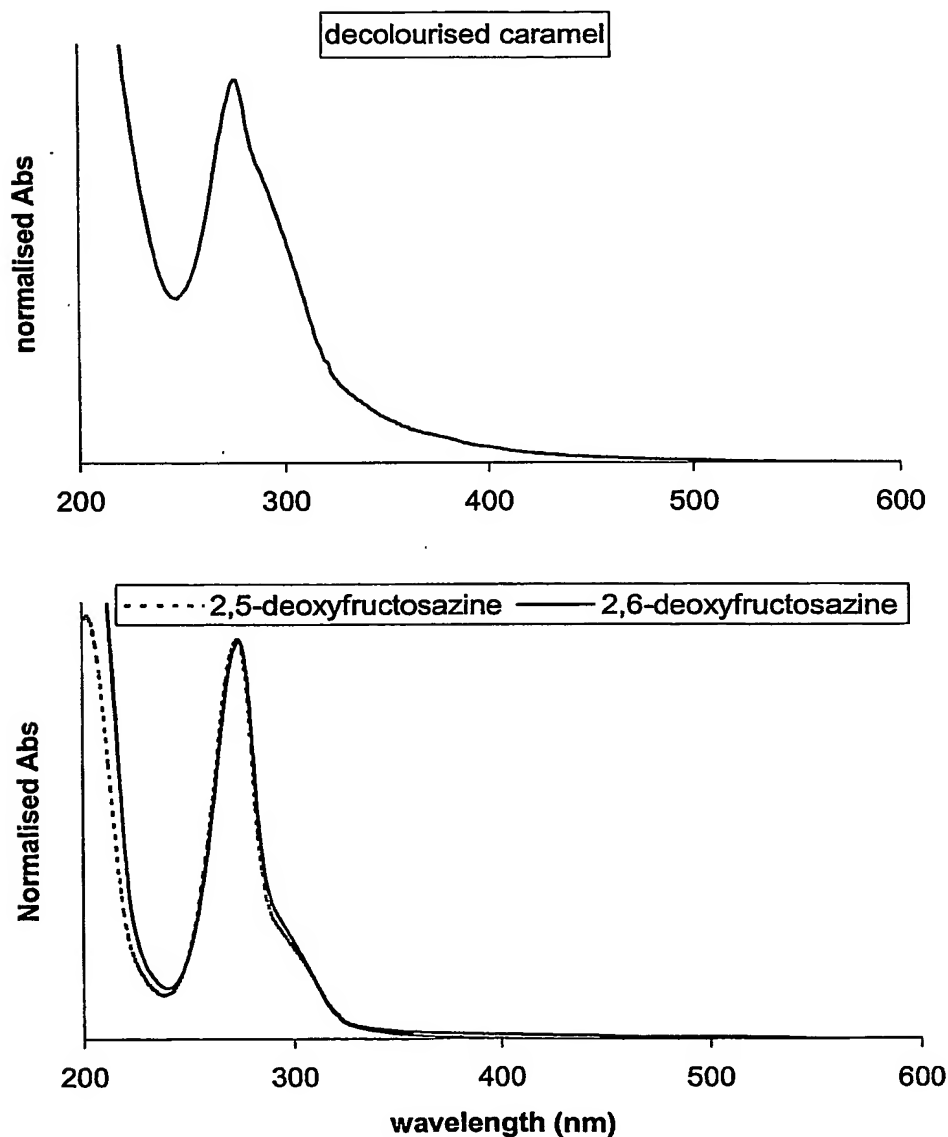 decolourised caramel
normalised Abs
200 300 400 500 600
2,5-deoxyfructosazine 2,6-deoxyfructosazine
Normalised Abs
200 300 400 500 600
wavelength (nm)